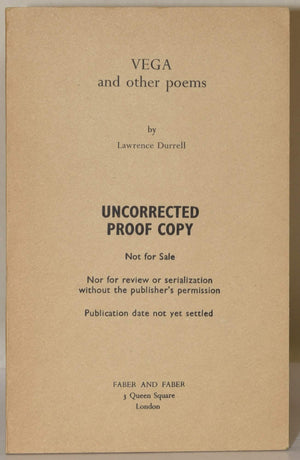 VEGA
and other poems
by
Lawrence Durrell
UNCORRECTED
PROOF COPY
Not for Sale
Nor for review or serialization
without the publisher's permission
Publication date not yet settled
FABER AND FABER
3 Queen Square
London